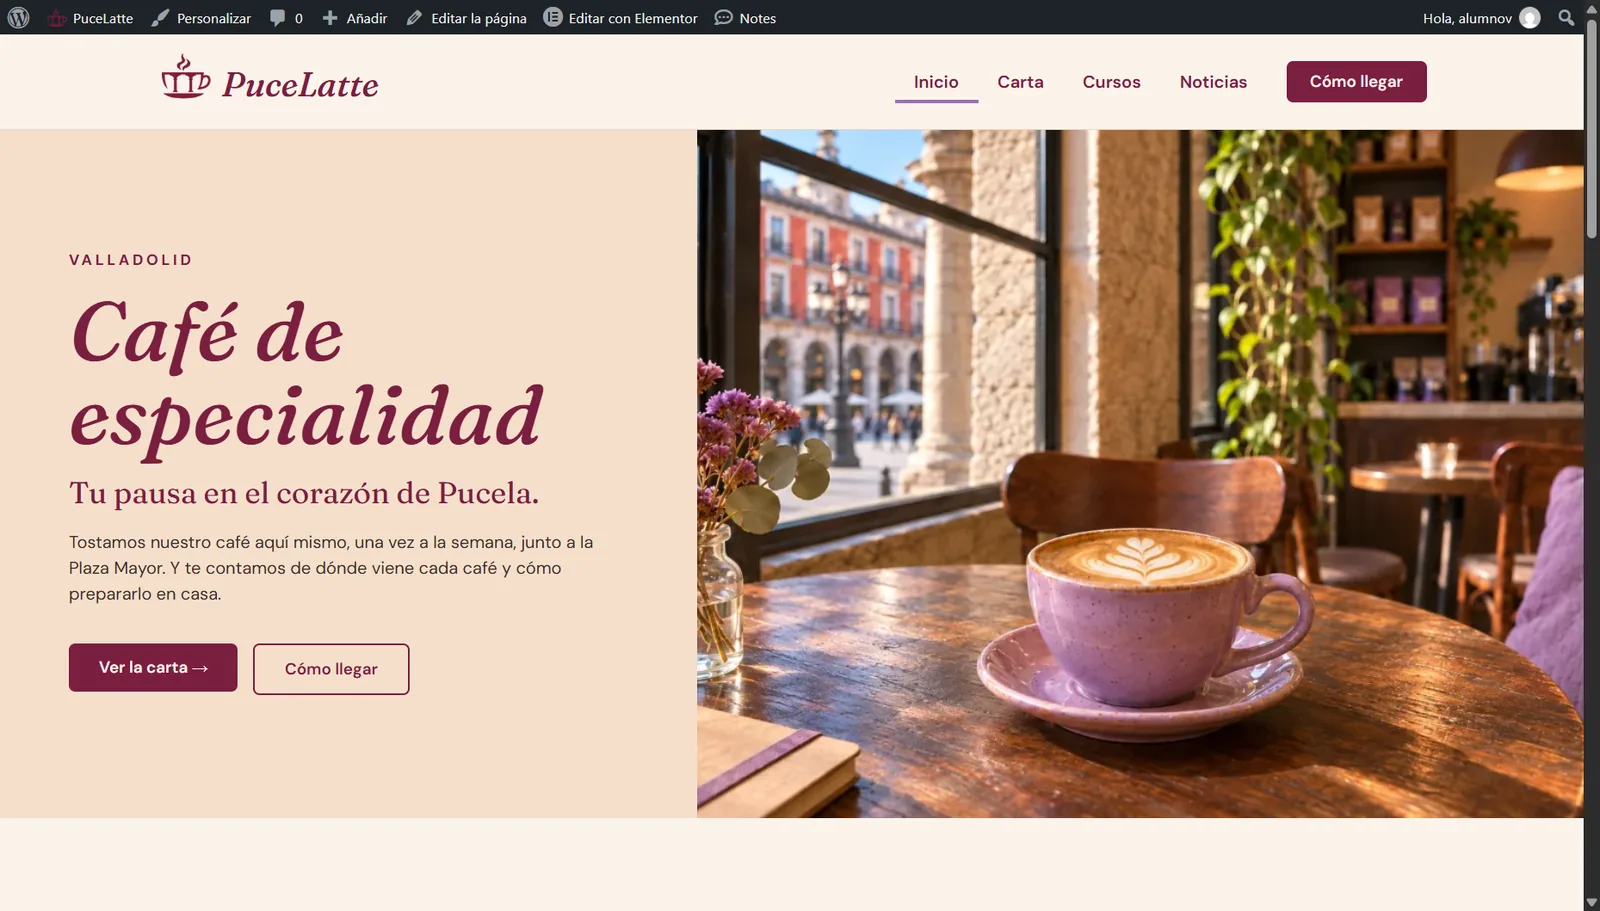 PuceLatte Personalizar 0 Añadir Editar la página Editar con Elementor Notes Hola, alumnov
PuceLatte
Inicio Carta Cursos Noticias Cómo llegar
VALLADOLID
Café de
especialidad
Tu pausa en el corazón de Pucela.
Tostamos nuestro café aquí mismo, una vez a la semana, junto a la
Plaza Mayor. Y te contamos de dónde viene cada café y cómo
prepararlo en casa.
Ver la carta →
Cómo llegar